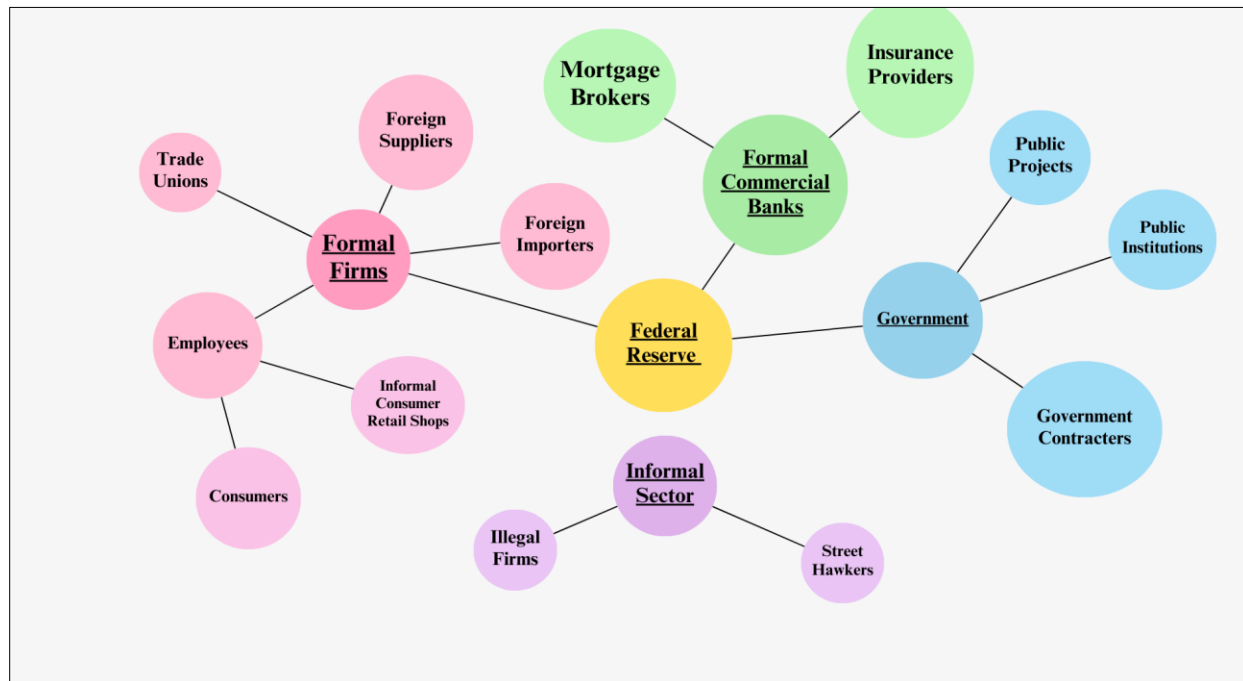 Mortgage
Brokers
Insurance
Providers
Foreign
Suppliers
Trade
Unions
Formal
Commercial
Banks
Public
Projects
Foreign
Importers
Formal
Firms
Public
Institutions
Employees
Federal
Reserve
Government
Informal
Consumer
Retail Shops
Government
Contracters
Consumers
Informal
Sector
Illegal
Firms
Street
Hawkers